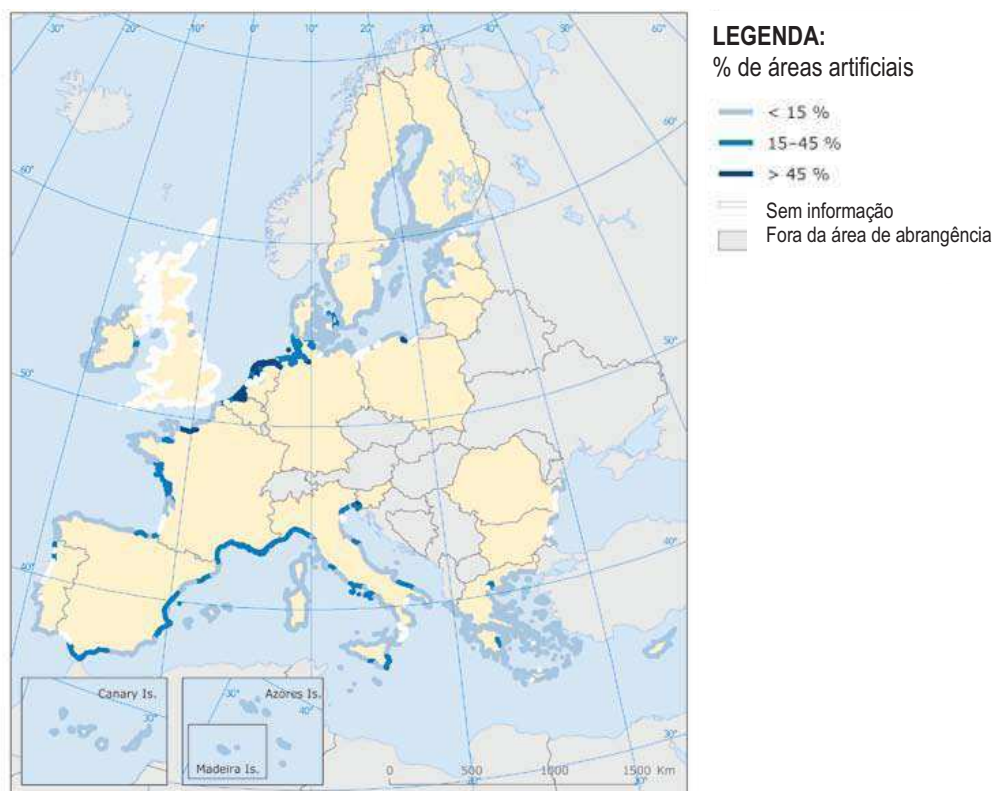 -30°
-20°
-10°
0°
10°
20°
30°
40°
50°
60°
60°
60°
50°
50°
40°
40°
30°
LEGENDA:
% de áreas artificiais
< 15 %
15–45 %
> 45 %
Sem informação
Fora da área de abrangência
Canary Is.
30°
-30°
Azores Is.
40°
Madeira Is.
0 500 1000 1500 Km